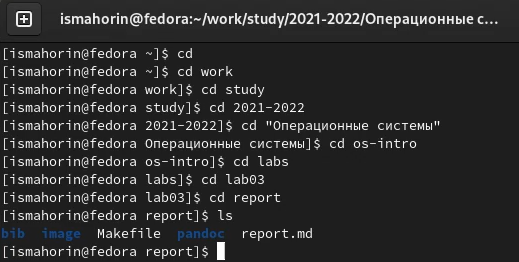 ismahorin@fedora:~/work/study/2021-2022/Операционные с...
[ismahorin@fedora ~]$ cd
[ismahorin@fedora ~]$ cd work
[ismahorin@fedora work]$ cd study
[ismahorin@fedora study]$ cd 2021-2022
[ismahorin@fedora 2021-2022]$ cd "Операционные системы"
[ismahorin@fedora Операционные системы]$ cd os-intro
[ismahorin@fedora os-intro]$ cd labs
[ismahorin@fedora labs]$ cd lab03
[ismahorin@fedora lab03]$ cd report
[ismahorin@fedora report]$ ls
bib  image  Makefile  pandoc  report.md
[ismahorin@fedora report]$